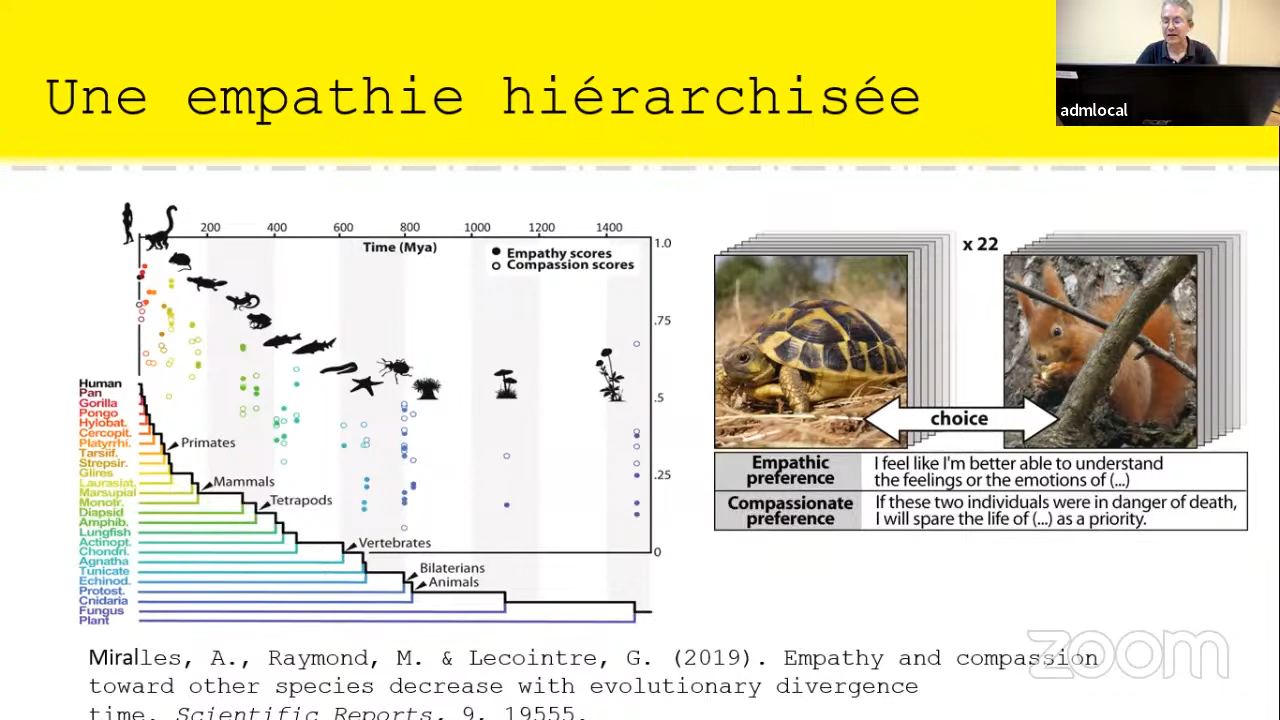 Une empathie hiérarchisée
admlocal
acer
200 400 600 800 1000 1200 1400
Time (Mya)
Empathy scores
Compassion scores
1.0
.75
.5
.25
0
Human
Pan
Gorilla
Pongo
Hylobat.
Cercopit.
Platyrrhi.
Tarsiif.
Strepsir.
Glires
Laurasiat.
Marsupial
Monotr.
Diapsid
Amphib.
Lungfish
Actinopt.
Chondri.
Agnatha
Tunicate
Echinod.
Protost.
Cnidaria
Fungus
Plant
Primates
Mammals
Tetrapods
Vertebrates
Bilaterians
Animals
x 22
choice
Empathic preference
I feel like I'm better able to understand
the feelings or the emotions of (...)
Compassionate preference
If these two individuals were in danger of death,
I will spare the life of (...) as a priority.
Miralles, A., Raymond, M. & Lecointre, G. (2019). Empathy and compassion
toward other species decrease with evolutionary divergence
time. Scientific Reports, 9, 19555.
zoom